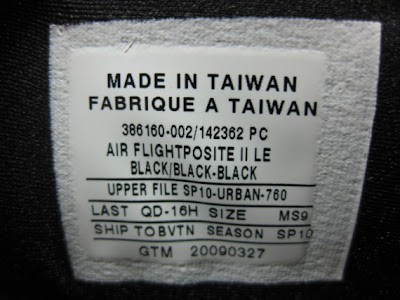 MADE IN TAIWAN
FABRIQUE A TAIWAN
386160-002/142362 PC
AIR FLIGHTPOSITE II LE
BLACK/BLACK-BLACK
UPPER FILE SP10-URBAN-760
LAST QD-16H SIZE MS9
SHIP TOBVTN SEASON SP10
GTM 20090327